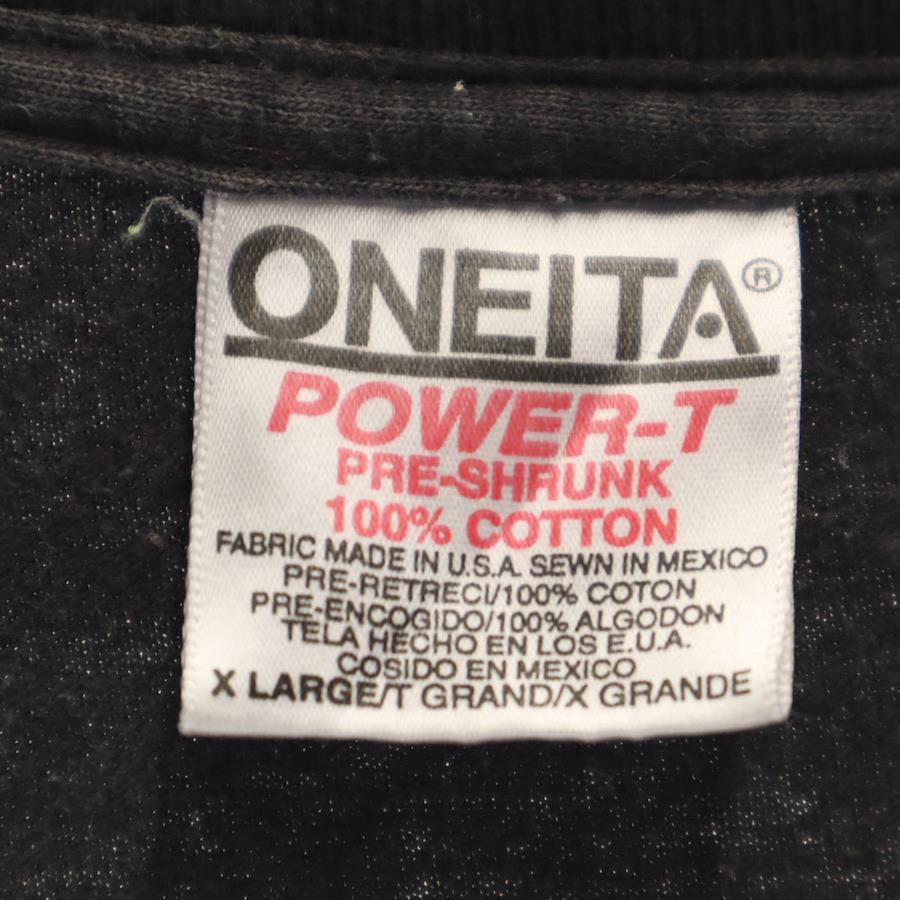 ONEITA®
POWER-T
PRE-SHRUNK
100% COTTON
FABRIC MADE IN U.S.A. SEWN IN MEXICO
PRE-RETRECI/100% COTON
PRE-ENCOGIDO/100% ALGODON
TELA HECHO EN LOS E.U.A.
COSIDO EN MEXICO
X LARGE/T GRAND/X GRANDE